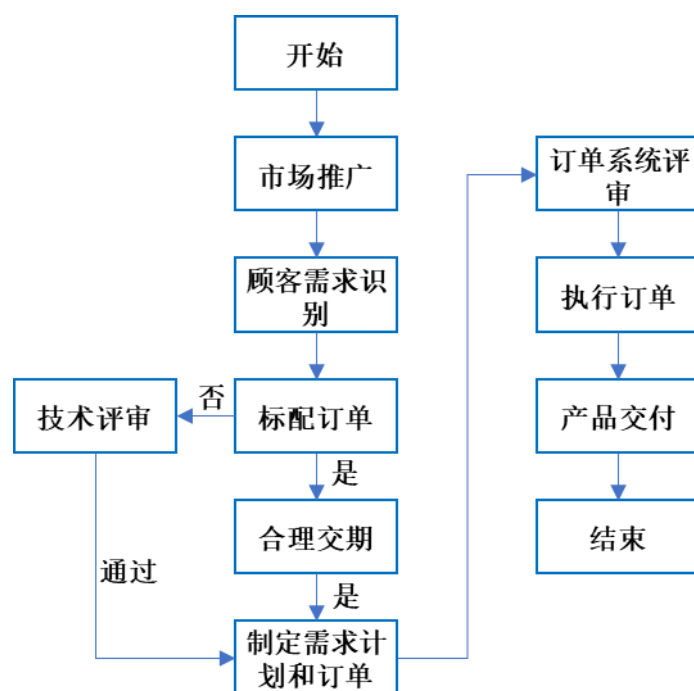 开始
市场推广
顾客需求识
别
技术评审
否
标配订单
是
合理交期
通过
是
制定需求计
划和订单
订单系统评
审
执行订单
产品交付
结束